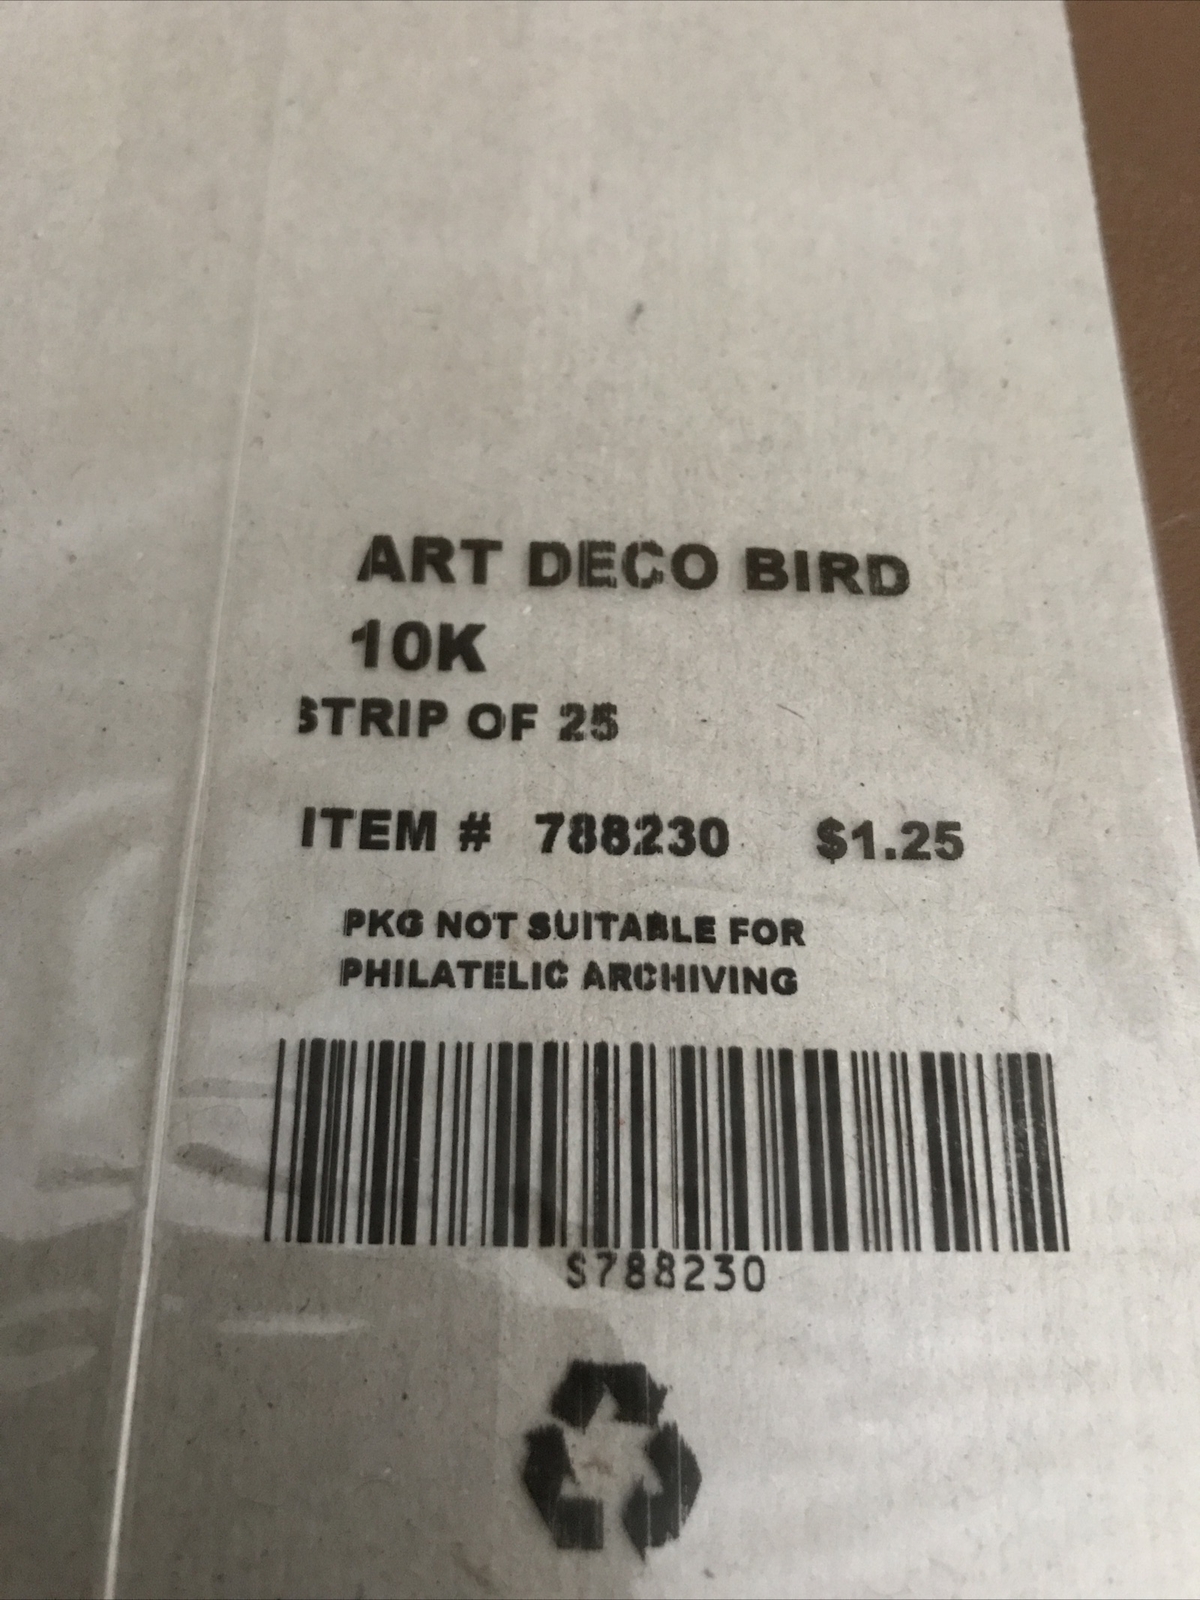 ART DECO BIRD
10K
STRIP OF 25
ITEM # 788230 $1.25
PKG NOT SUITABLE FOR
PHILATELIC ARCHIVING
S788230